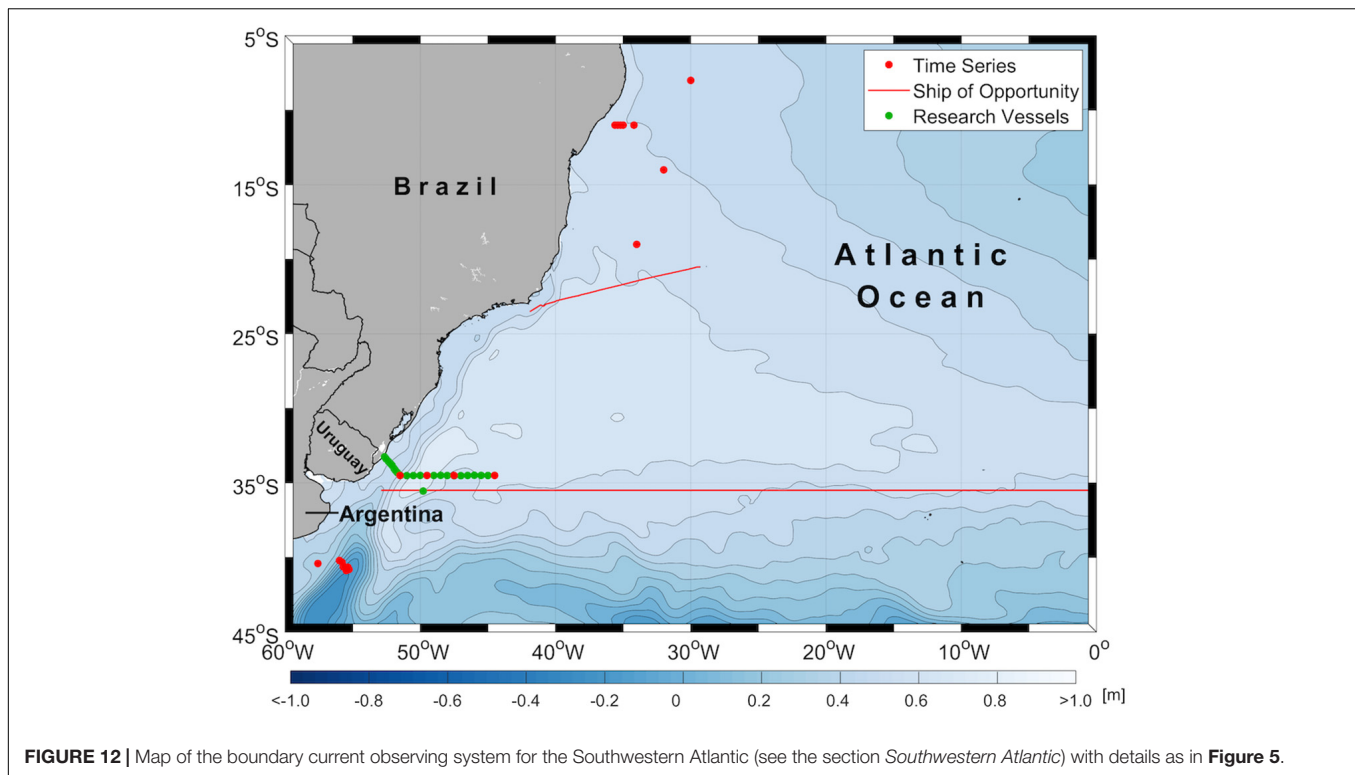 5°S
Time Series
Ship of Opportunity
Research Vessels
Brazil
15°S
Atlantic
Ocean
25°S
Uruguay
35°S
Argentina
45°S
60°W 50°W 40°W 30°W 20°W 10°W 0°
<-1.0 -0.8 -0.6 -0.4 -0.2 0 0.2 0.4 0.6 0.8 >1.0 [m]
FIGURE 12 | Map of the boundary current observing system for the Southwestern Atlantic (see the section Southwestern Atlantic) with details as in Figure 5.